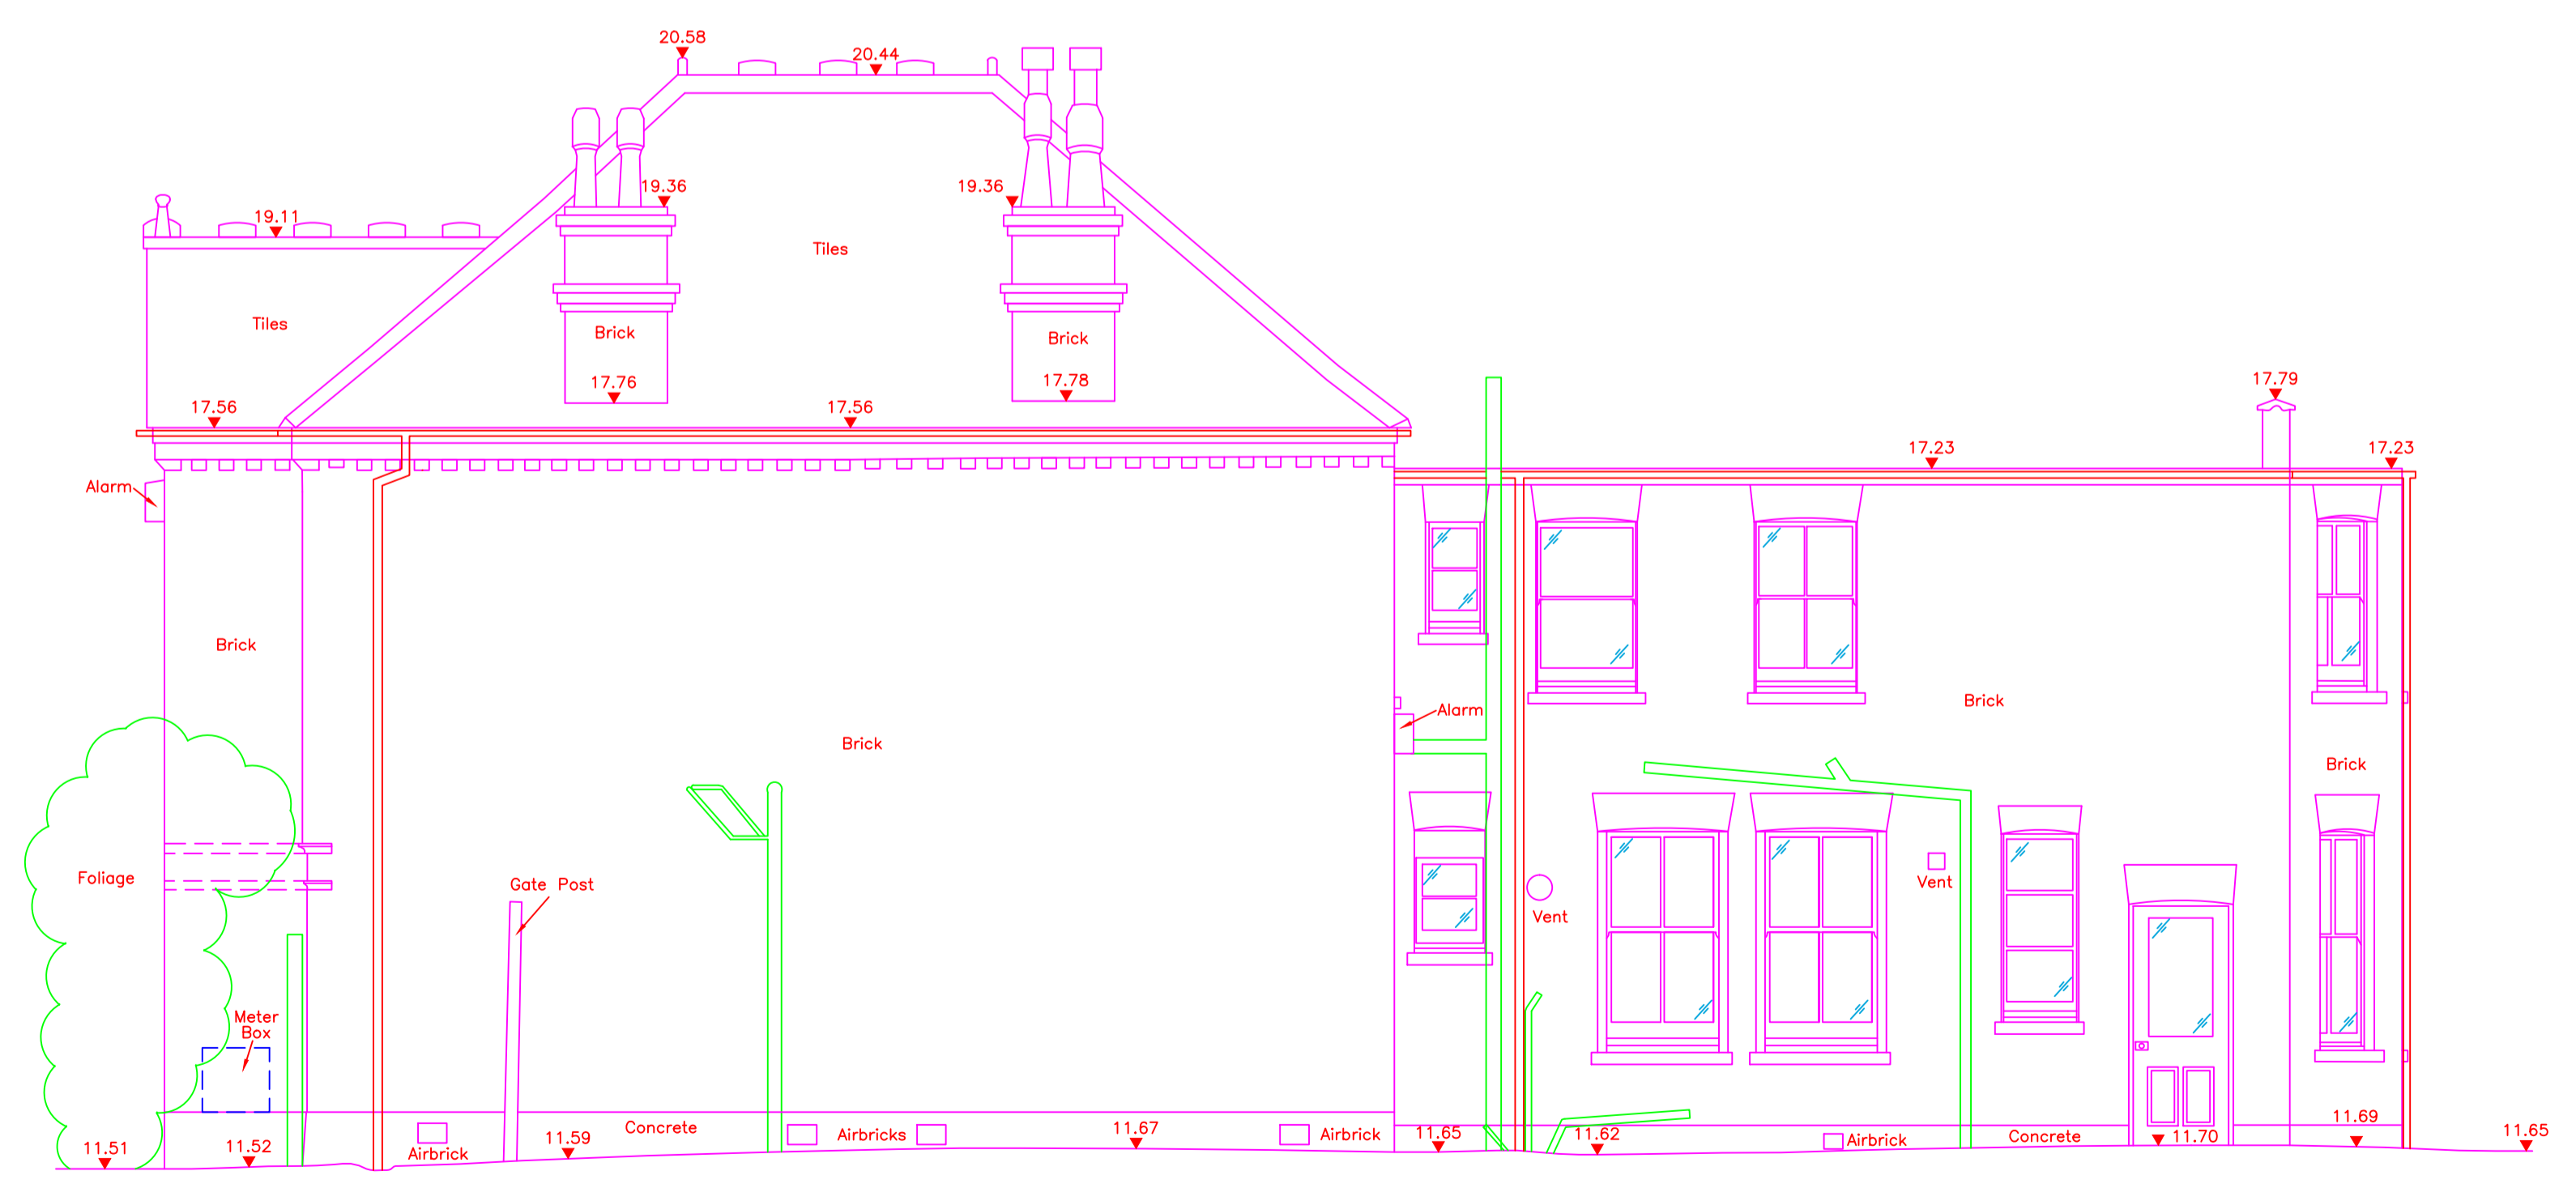 20.58
20.44
19.36
19.36
19.11
Tiles
Tiles
Brick
Brick
17.76
17.78
17.79
17.56
17.56
17.23
17.23
Alarm
Brick
Brick
Alarm
Brick
Brick
Foliage
Gate Post
Vent
Vent
Meter
Box
11.51
11.52
Airbrick
11.59
Concrete
Airbricks
11.67
Airbrick
11.65
11.62
Airbrick
Concrete
11.70
11.69
11.65